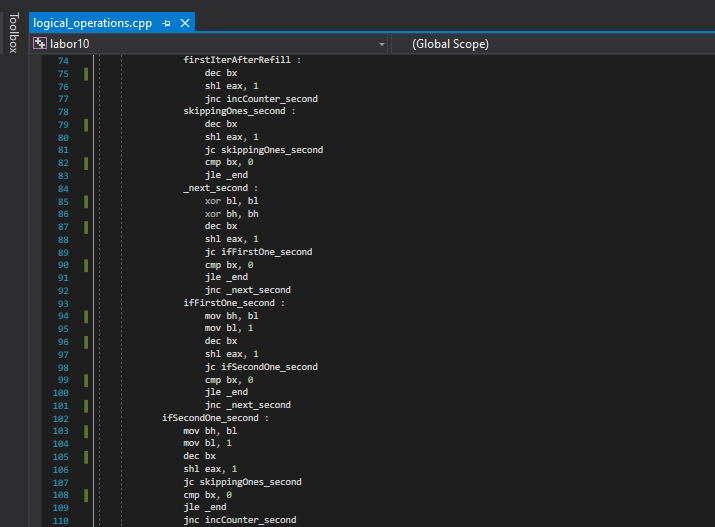 Toolbox
logical_operations.cpp
labor10
(Global Scope)
74 firstIterAfterRefill :
75 dec bx
76 shl eax, 1
77 jnc incCounter_second
78 skippingOnes_second :
79 dec bx
80 shl eax, 1
81 jc skippingOnes_second
82 cmp bx, 0
83 jle _end
84 _next_second :
85 xor bl, bl
86 xor bh, bh
87 dec bx
88 shl eax, 1
89 jc ifFirstOne_second
90 cmp bx, 0
91 jle _end
92 jnc _next_second
93 ifFirstOne_second :
94 mov bh, bl
95 mov bl, 1
96 dec bx
97 shl eax, 1
98 jc ifSecondOne_second
99 cmp bx, 0
100 jle _end
101 jnc _next_second
102 ifSecondOne_second :
103 mov bh, bl
104 mov bl, 1
105 dec bx
106 shl eax, 1
107 jc skippingOnes_second
108 cmp bx, 0
109 jle _end
110 jnc incCounter_second